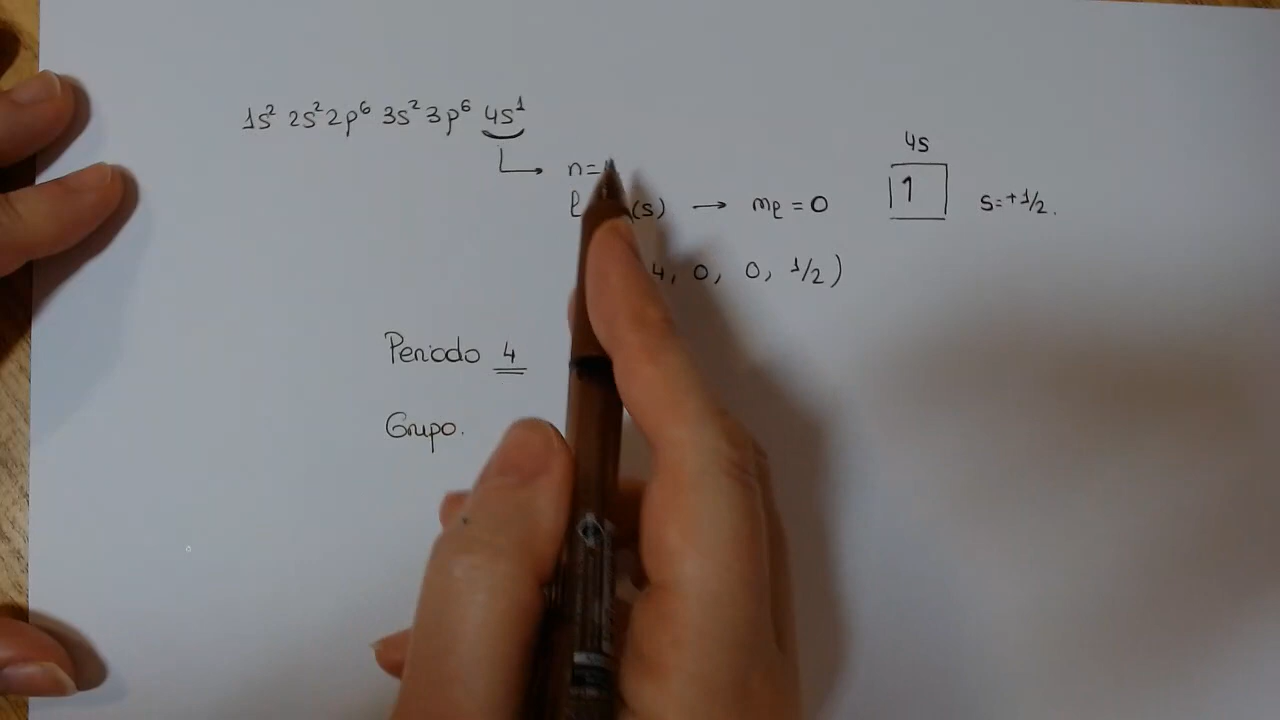 1s² 2s² 2p⁶ 3s² 3p⁶ 4s¹
n=
l (s) → mₗ = 0
4s
1
s=+1/2.
4, 0, 0, 1/2)
Periodo 4
Grupo.